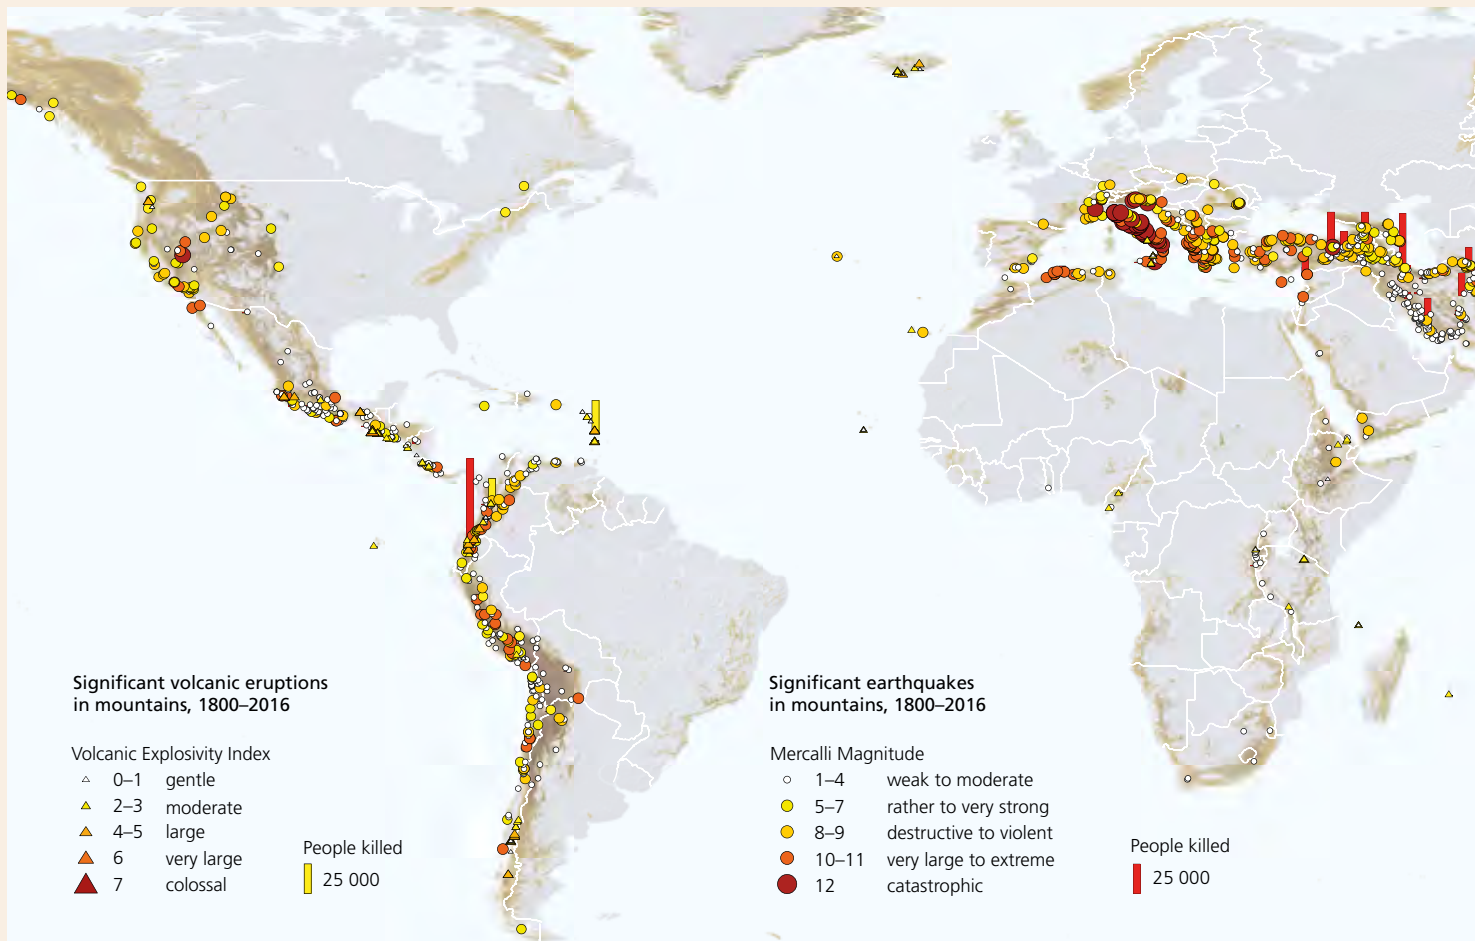 Significant volcanic eruptions
in mountains, 1800–2016
Volcanic Explosivity Index
0–1 gentle
2–3 moderate
4–5 large
6 very large
7 colossal
People killed
25 000
Significant earthquakes
in mountains, 1800–2016
Mercalli Magnitude
1–4 weak to moderate
5–7 rather to very strong
8–9 destructive to violent
10–11 very large to extreme
12 catastrophic
People killed
25 000